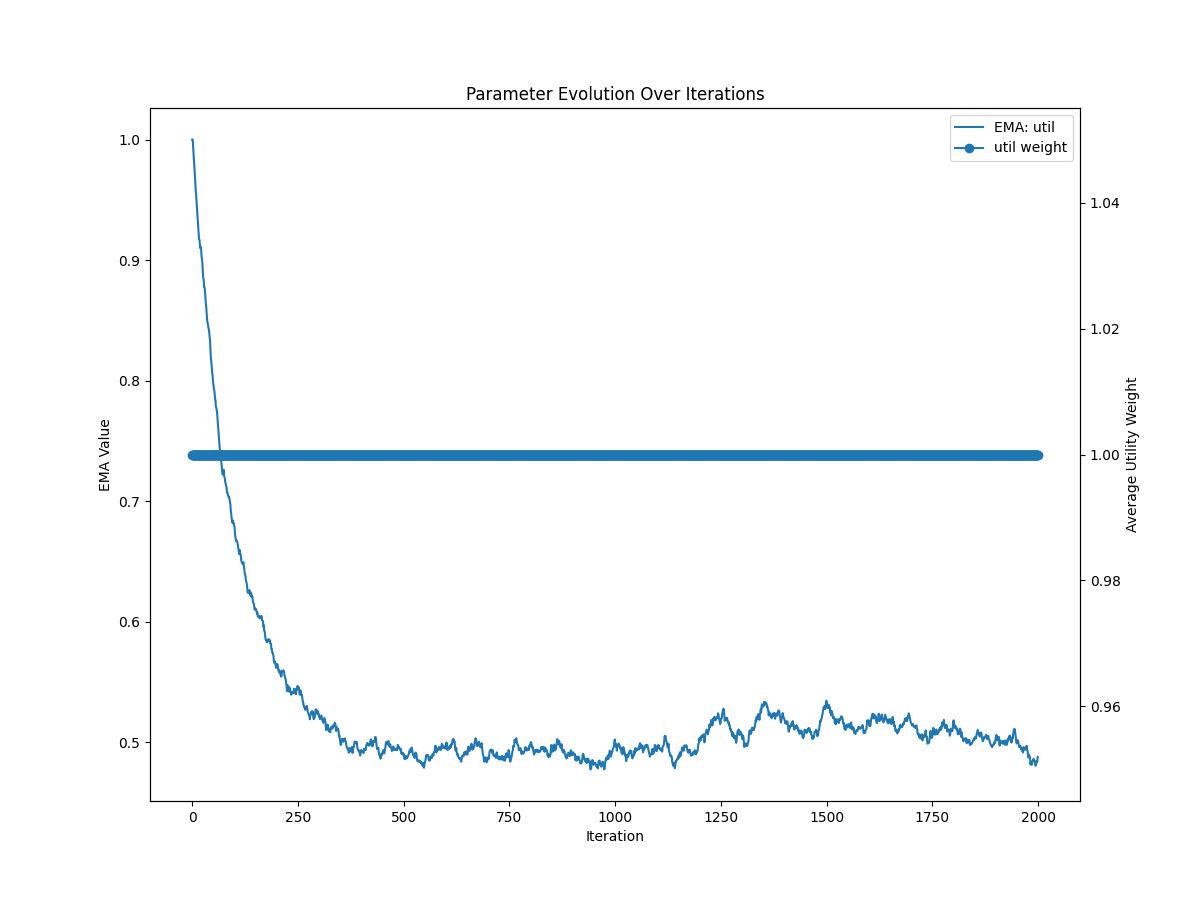 Parameter Evolution Over Iterations
EMA: util
util weight
1.0
0.9
0.8
0.7
0.6
0.5
EMA Value
1.04
1.02
1.00
0.98
0.96
Average Utility Weight
0 250 500 750 1000 1250 1500 1750 2000
Iteration